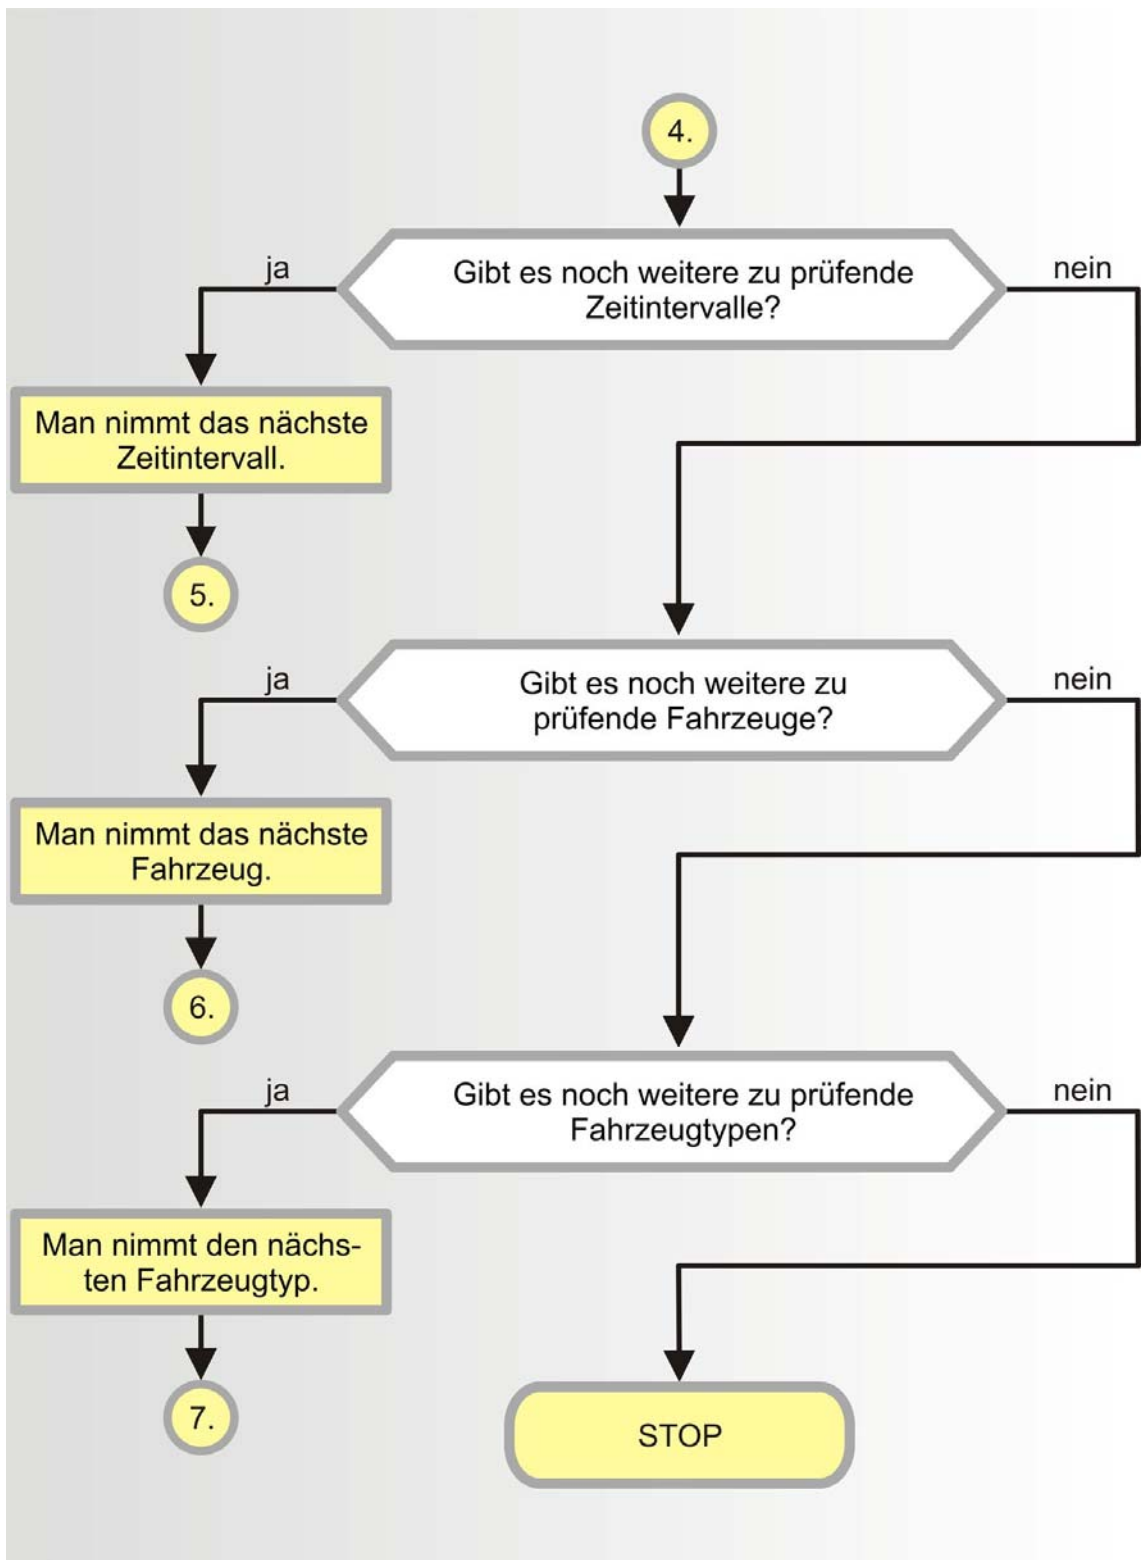 4.
ja
Gibt es noch weitere zu prüfende
Zeitintervalle?
nein
Man nimmt das nächste
Zeitintervall.
5.
ja
Gibt es noch weitere zu
prüfende Fahrzeuge?
nein
Man nimmt das nächste
Fahrzeug.
6.
ja
Gibt es noch weitere zu prüfende
Fahrzeugtypen?
nein
Man nimmt den nächs-
ten Fahrzeugtyp.
7.
STOP